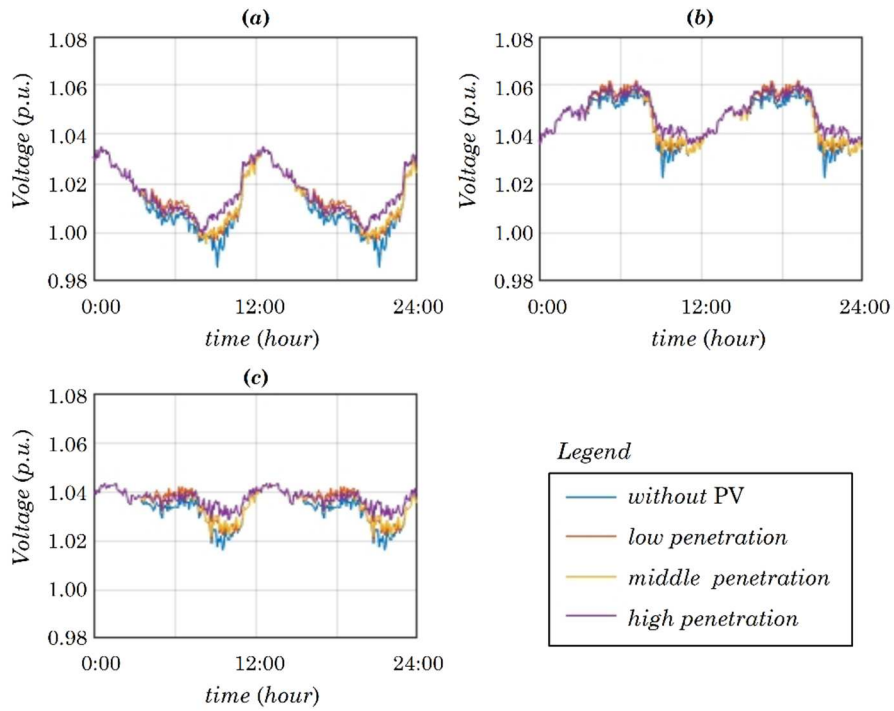 (a)
1.08
1.06
1.04
1.02
1.00
0.98
Voltage (p.u.)
0:00 12:00 24:00
time (hour)
(b)
1.08
1.06
1.04
1.02
1.00
0.98
Voltage (p.u.)
0:00 12:00 24:00
time (hour)
(c)
1.08
1.06
1.04
1.02
1.00
0.98
Voltage (p.u.)
0:00 12:00 24:00
time (hour)
Legend
without PV
low penetration
middle penetration
high penetration